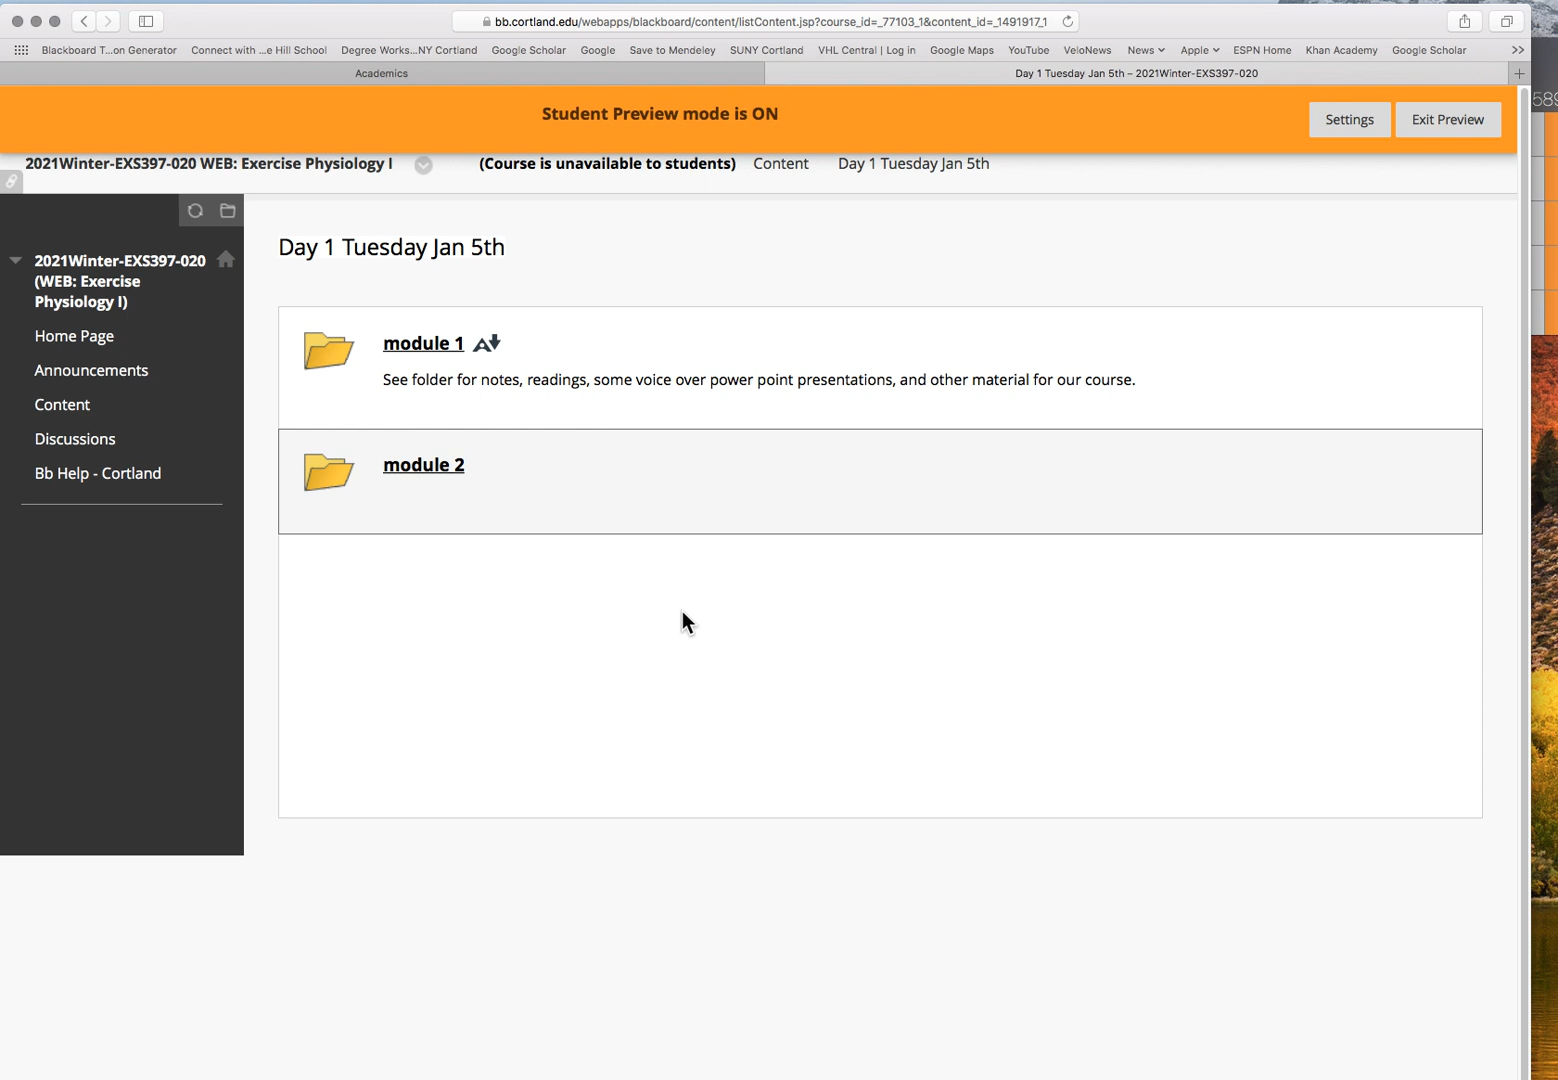 bb.cortland.edu/webapps/blackboard/content/listContent.jsp?course_id=_77103_1&content_id=_1491917_1
Blackboard T...on Generator Connect with ...e Hill School Degree Works...NY Cortland Google Scholar Google Save to Mendeley SUNY Cortland VHL Central | Log in Google Maps YouTube VeloNews News Apple ESPN Home Khan Academy Google Scholar >>
Academics Day 1 Tuesday Jan 5th – 2021Winter-EXS397-020 +
Student Preview mode is ON Settings Exit Preview
589
2021Winter-EXS397-020 WEB: Exercise Physiology I (Course is unavailable to students) Content Day 1 Tuesday Jan 5th
2021Winter-EXS397-020
(WEB: Exercise
Physiology I)
Home Page
Announcements
Content
Discussions
Bb Help - Cortland
Day 1 Tuesday Jan 5th
module 1
See folder for notes, readings, some voice over power point presentations, and other material for our course.
module 2